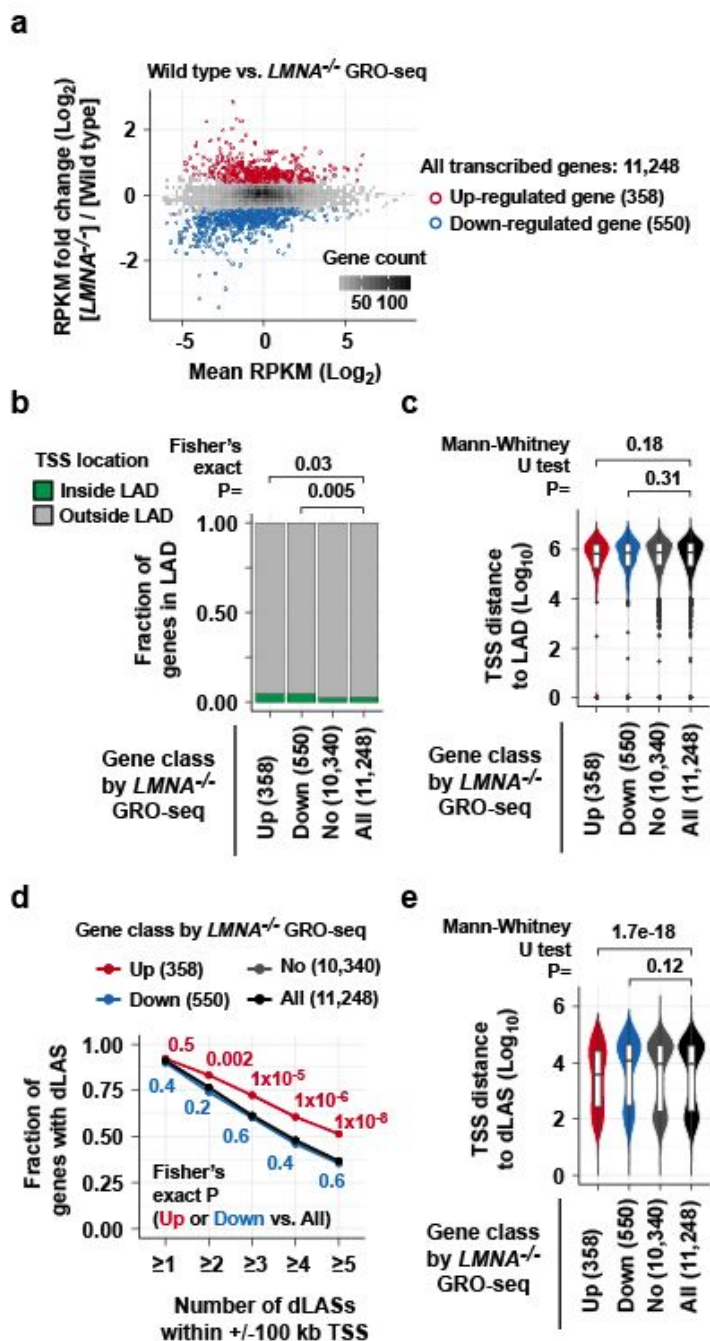 a
Wild type vs. LMNA-/- GRO-seq
RPKM fold change (Log2)
[LMNA-/-] / [Wild type]
2
0
-2
Gene count
50 100
-5 0 5
Mean RPKM (Log2)
All transcribed genes: 11,248
Up-regulated gene (358)
Down-regulated gene (550)
b
TSS location
Inside LAD
Outside LAD
Fisher's
exact
P=
0.03
0.005
Fraction of
genes in LAD
1.00
0.50
0.00
Gene class
by LMNA-/-
GRO-seq
Up (358)
Down (550)
No (10,340)
All (11,248)
c
Mann-Whitney
U test
P=
0.18
0.31
TSS distance
to LAD (Log10)
6
4
2
0
Gene class
by LMNA-/-
GRO-seq
Up (358)
Down (550)
No (10,340)
All (11,248)
d
Gene class by LMNA-/- GRO-seq
Up (358)
No (10,340)
Down (550)
All (11,248)
Fraction of
genes with dLAS
1.00
0.75
0.50
0.25
0.00
0.5
0.002
1x10-5
1x10-6
1x10-8
0.4
0.2
0.6
0.4
0.6
Fisher's
exact P
(Up or Down vs. All)
≥1
≥2
≥3
≥4
≥5
Number of dLASs
within +/-100 kb TSS
e
Mann-Whitney
U test
P=
1.7e-18
0.12
TSS distance
to dLAS (Log10)
6
4
2
0
Gene class
by LMNA-/-
GRO-seq
Up (358)
Down (550)
No (10,340)
All (11,248)